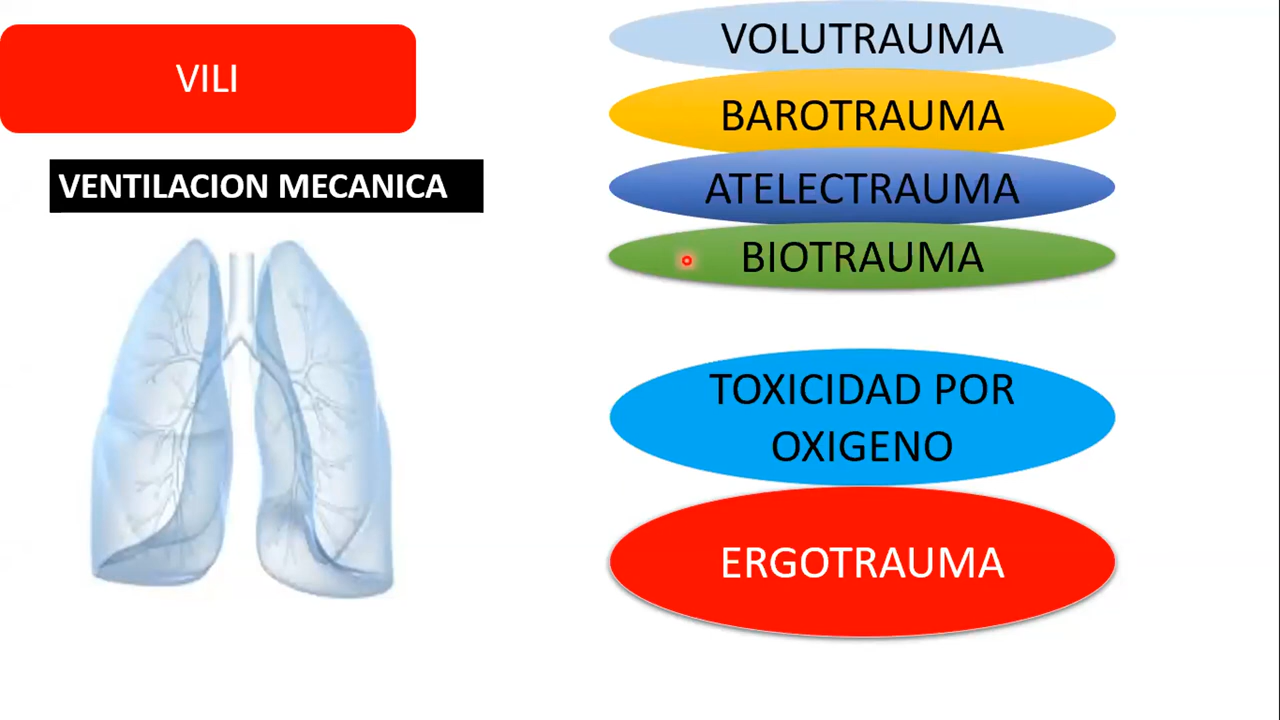 VILI
VENTILACION MECANICA
VOLUTRAUMA
BAROTRAUMA
ATELECTRAUMA
BIOTRAUMA
TOXICIDAD POR
OXIGENO
ERGOTRAUMA